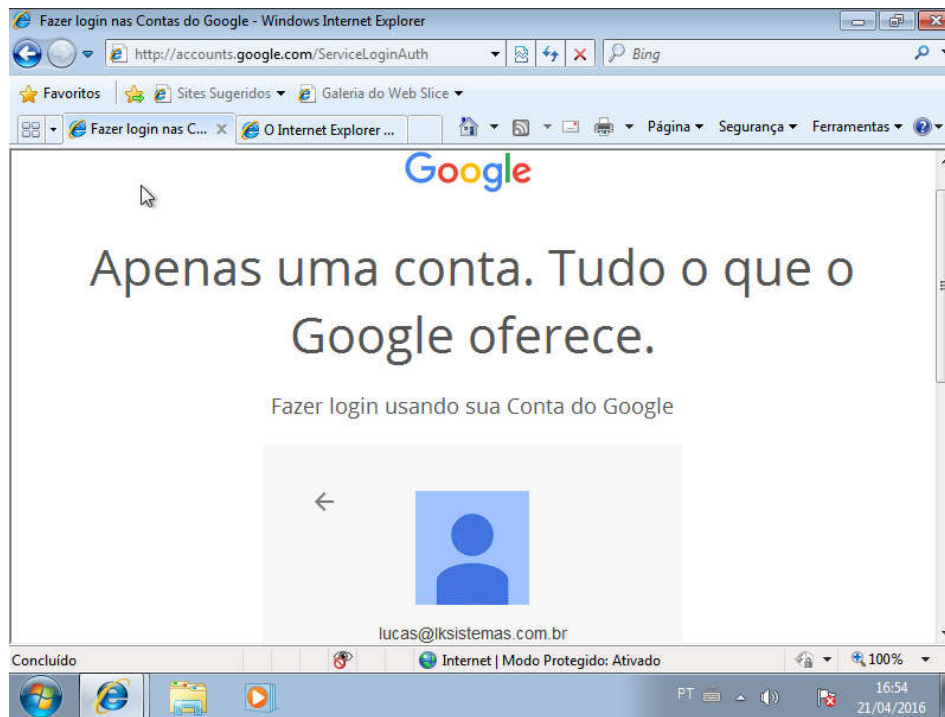 Fazer login nas Contas do Google - Windows Internet Explorer
http://accounts.google.com/ServiceLoginAuth
Bing
Favoritos
Sites Sugeridos
Galeria do Web Slice
Fazer login nas C...
O Internet Explorer ...
Página
Segurança
Ferramentas
Google
Apenas uma conta. Tudo o que o
Google oferece.
Fazer login usando sua Conta do Google
lucas@lksistemas.com.br
Concluído
Internet | Modo Protegido: Ativado
100%
PT
16:54
21/04/2016